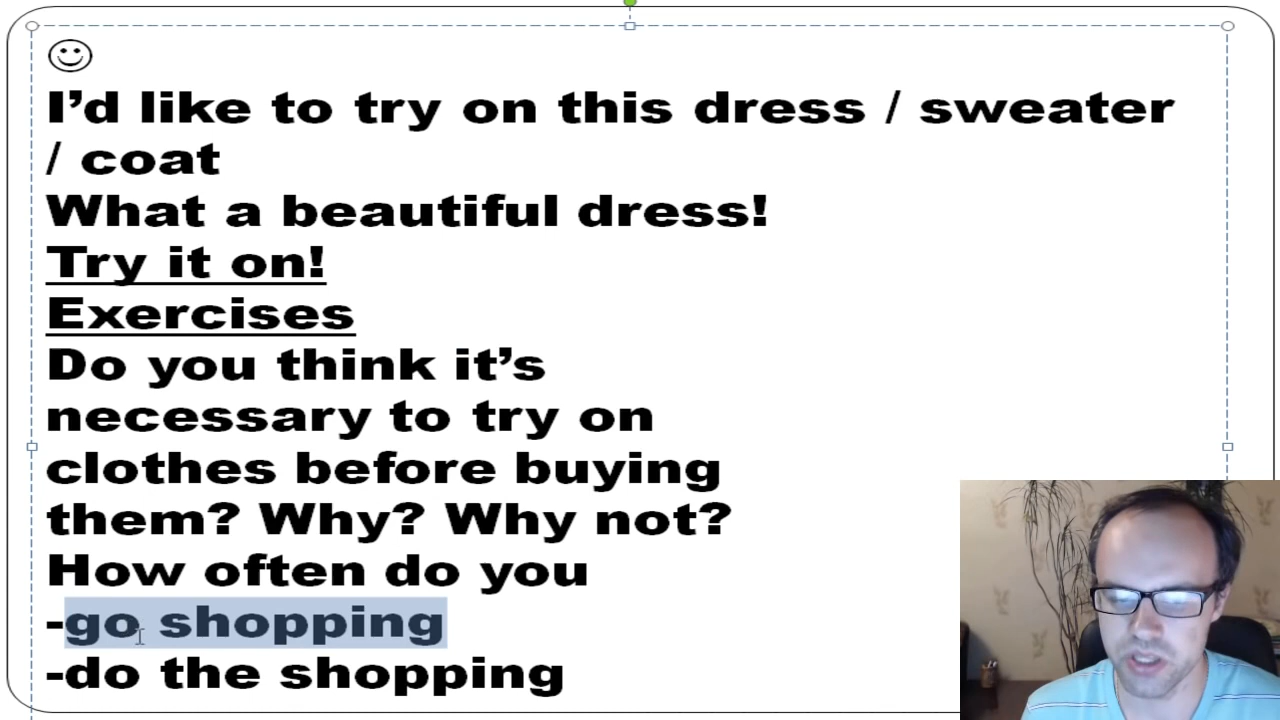 I’d like to try on this dress / sweater
/ coat
What a beautiful dress!
Try it on!
Exercises
Do you think it’s
necessary to try on
clothes before buying
them? Why? Why not?
How often do you
-go shopping
-do the shopping